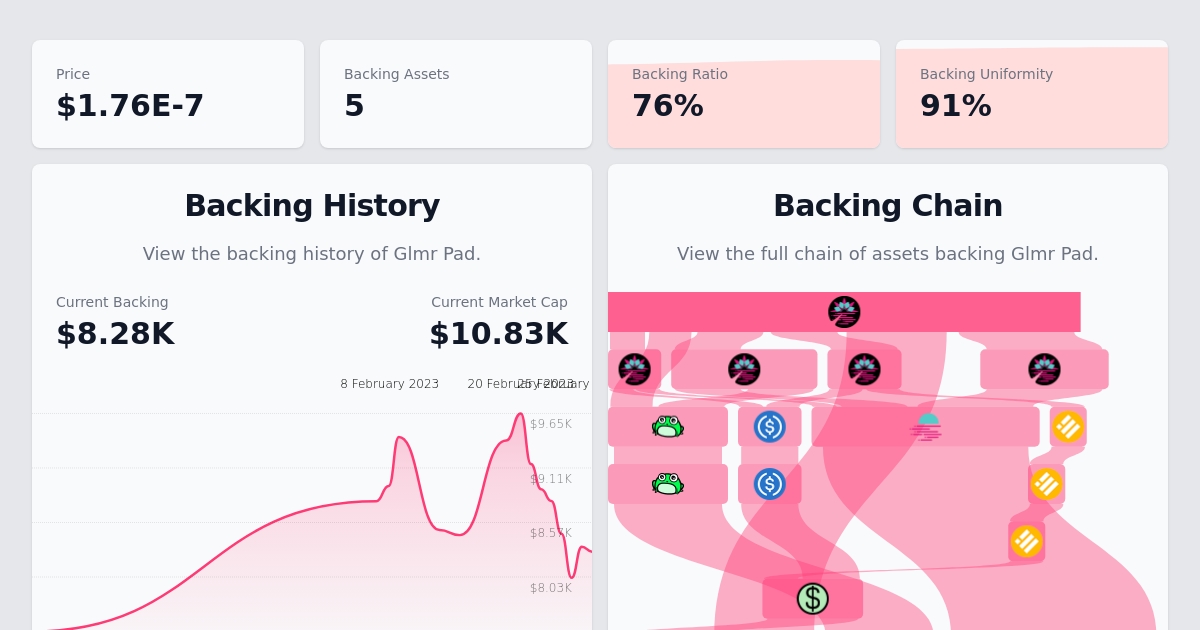 Price
$1.76E-7
Backing Assets
5
Backing Ratio
76%
Backing Uniformity
91%
Backing History
View the backing history of Glmr Pad.
Current Backing
$8.28K
Current Market Cap
$10.83K
8 February 2023
20 February 2023
25 February
$9.65K
$9.11K
$8.57K
$8.03K
Backing Chain
View the full chain of assets backing Glmr Pad.
$
$
$